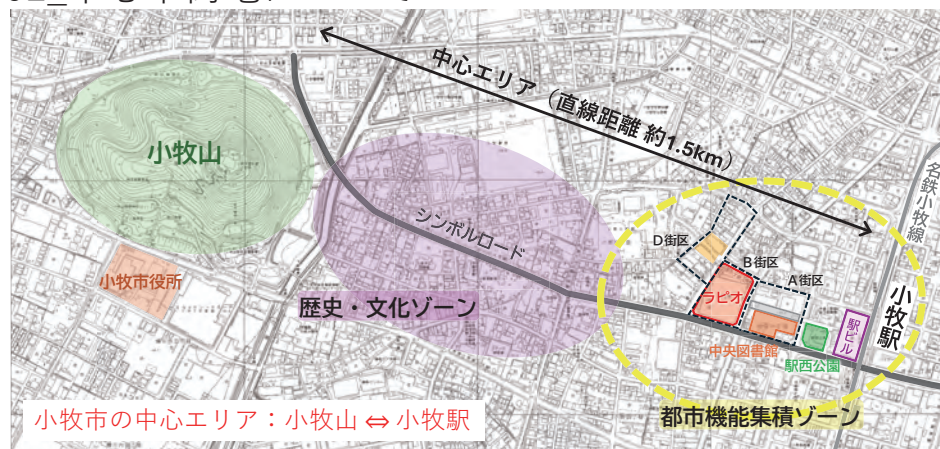 中心エリア（直線距離 約1.5km）
小牧山
名鉄小牧線
シンボルロード
D街区
B街区
A街区
小牧市役所
ラピオ
小牧駅
歴史・文化ゾーン
駅ビル
中央図書館
駅西公園
小牧市の中心エリア：小牧山 ⇔ 小牧駅
都市機能集積ゾーン